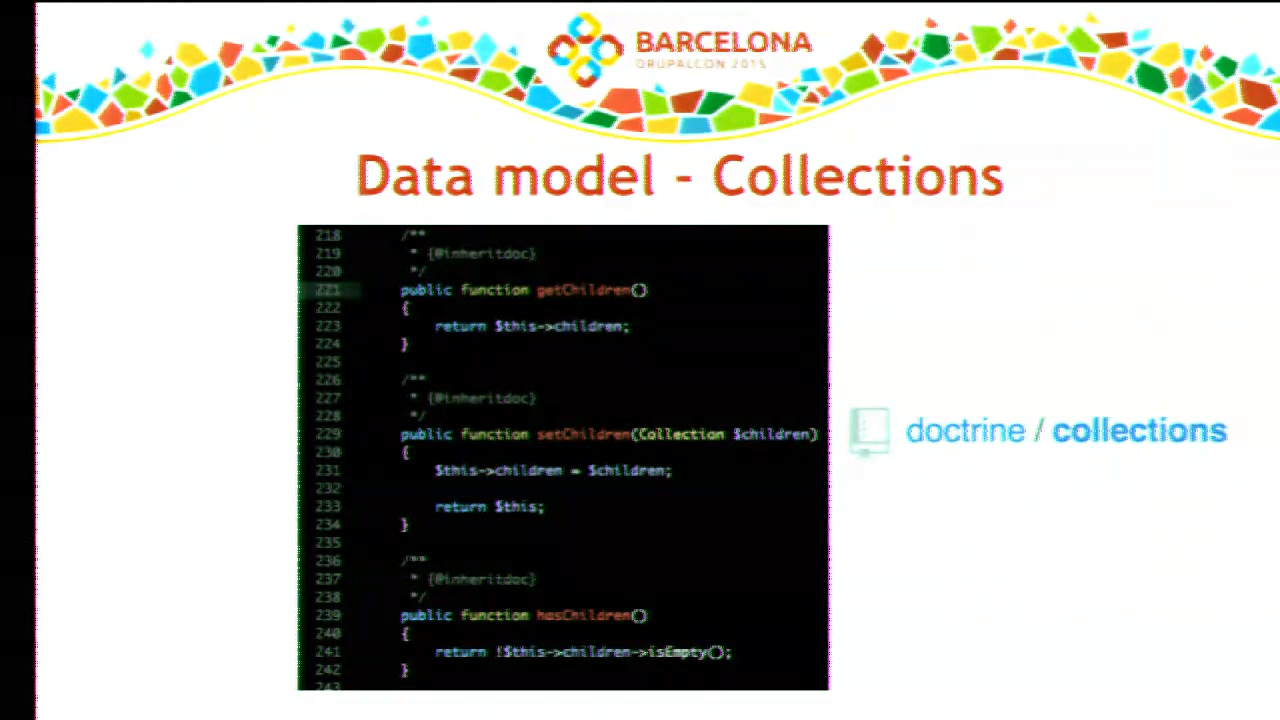 BARCELONA
DRUPALCON 2015
Data model - Collections
218 /**
219 * {@inheritdoc}
220 */
221 public function getChildren()
222 {
223 return $this->children;
224 }
225
226 /**
227 * {@inheritdoc}
228 */
229 public function setChildren(Collection $children)
230 {
231 $this->children = $children;
232
233 return $this;
234 }
235
236 /**
237 * {@inheritdoc}
238 */
239 public function hasChildren()
240 {
241 return !$this->children->isEmpty();
242 }
243
doctrine / collections